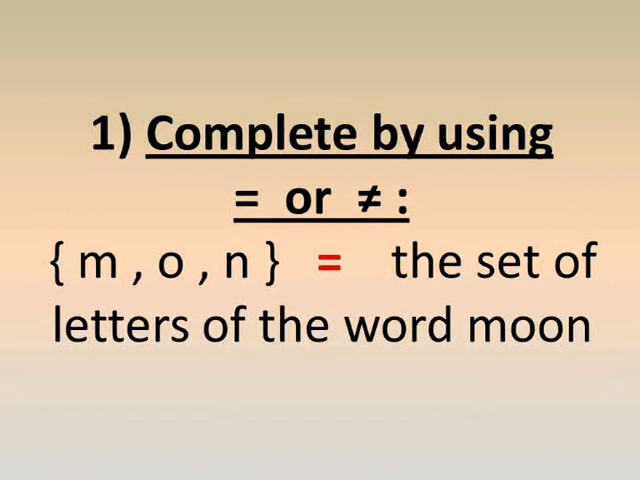 1) Complete by using
= or ≠ :
{ m , o , n } = the set of
letters of the word moon